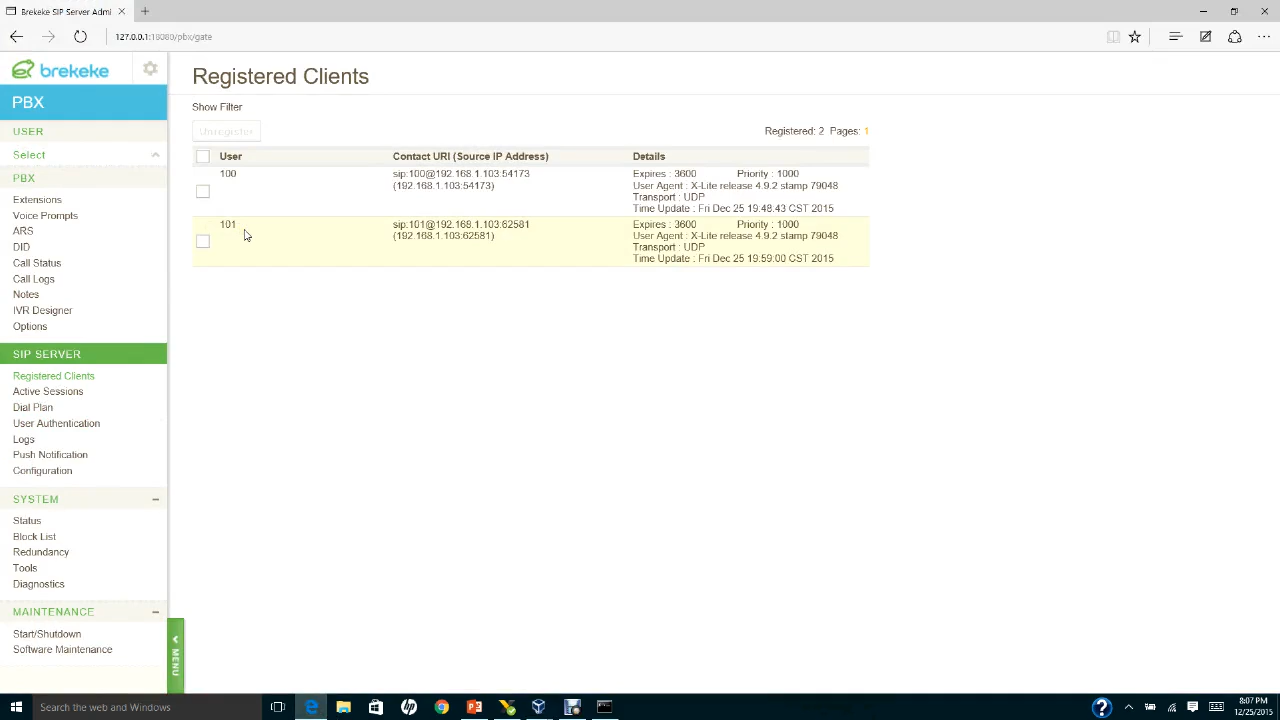 Brekeke SIP Server Admi
127.0.0.1:18080/pbx/gate
brekeke
PBX
USER
Select
PBX
Extensions
Voice Prompts
ARS
DID
Call Status
Call Logs
Notes
IVR Designer
Options
SIP SERVER
Registered Clients
Active Sessions
Dial Plan
User Authentication
Logs
Push Notification
Configuration
SYSTEM
Status
Block List
Redundancy
Tools
Diagnostics
MAINTENANCE
Start/Shutdown
Software Maintenance
MENU
Registered Clients
Show Filter
Unregister
Registered: 2 Pages: 1
User Contact URI (Source IP Address) Details
100 sip:100@192.168.1.103:54173 Expires : 3600 Priority : 1000
(192.168.1.103:54173) User Agent : X-Lite release 4.9.2 stamp 79048
Transport : UDP
Time Update : Fri Dec 25 19:48:43 CST 2015
101 sip:101@192.168.1.103:62581 Expires : 3600 Priority : 1000
(192.168.1.103:62581) User Agent : X-Lite release 4.9.2 stamp 79048
Transport : UDP
Time Update : Fri Dec 25 19:59:00 CST 2015
Search the web and Windows
8:07 PM
12/25/2015